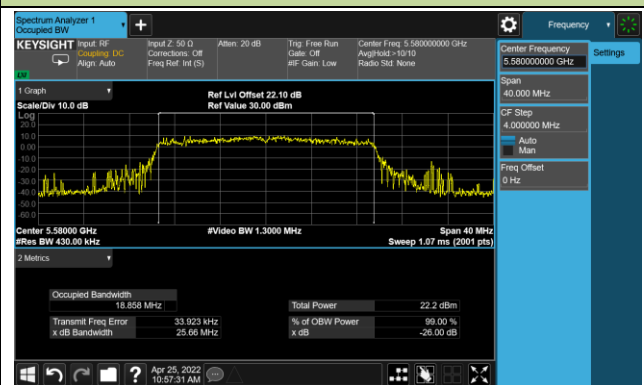 Spectrum Analyzer 1
Occupied BW
+
Frequency
KEYSIGHT
Input: RF
Coupling: DC
Align: Auto
Input Z: 50 Ω
Corrections: Off
Freq Ref: Int (S)
Atten: 20 dB
Trig: Free Run
Gate: Off
#IF Gain: Low
Center Freq: 5.580000000 GHz
Avg|Hold:>10/10
Radio Std: None
Center Frequency
5.580000000 GHz
Settings
Span
40.000 MHz
CF Step
4.000000 MHz
Auto
Man
Freq Offset
0 Hz
1 Graph
Scale/Div 10.0 dB
Ref Lvl Offset 22.10 dB
Ref Value 30.00 dBm
Log
20.0
10.0
0.00
-10.0
-20.0
-30.0
-40.0
-50.0
-60.0
Center 5.58000 GHz
#Res BW 430.00 kHz
#Video BW 1.3000 MHz
Span 40 MHz
Sweep 1.07 ms (2001 pts)
2 Metrics
Occupied Bandwidth
18.858 MHz
Total Power
22.2 dBm
Transmit Freq Error
33.923 kHz
% of OBW Power
99.00 %
x dB Bandwidth
25.66 MHz
x dB
-26.00 dB
?
Apr 25, 2022
10:57:31 AM